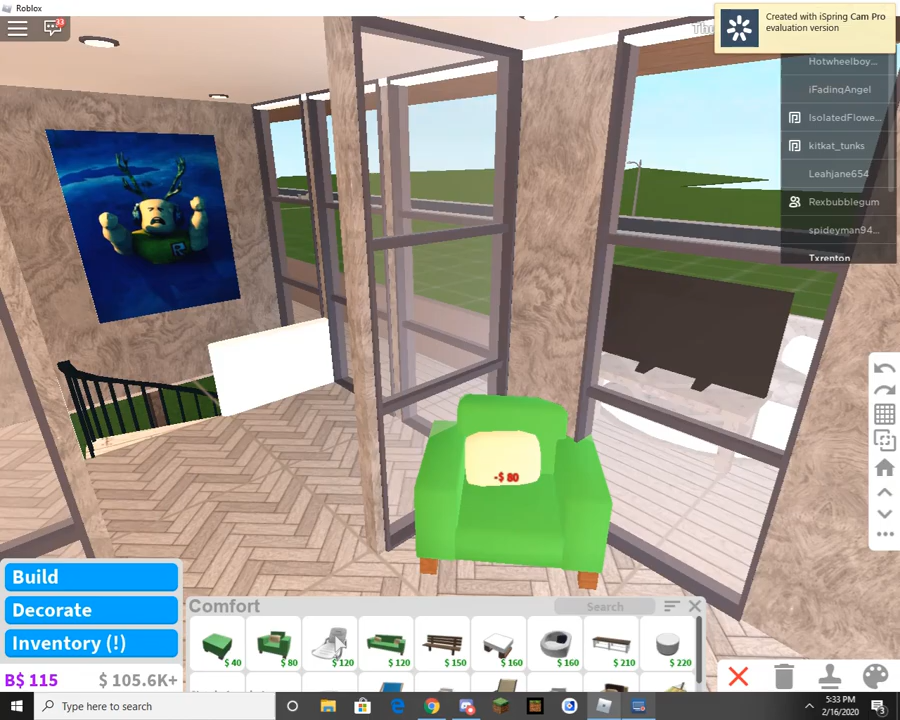 Roblox
33
Created with iSpring Cam Pro
evaluation version
Hotwheelboy...
iFadingAngel
IsolatedFlowe...
kitkat_tunks
Leahjane654
Rexbubblegum
spideyman94...
Txrenton
-$ 80
Build
Decorate
Inventory (!)
B$ 115
$ 105.6K+
Comfort
Search
$ 40
$ 80
$ 120
$ 120
$ 150
$ 160
$ 160
$ 210
$ 220
Type here to search
5:33 PM
2/16/2020
3